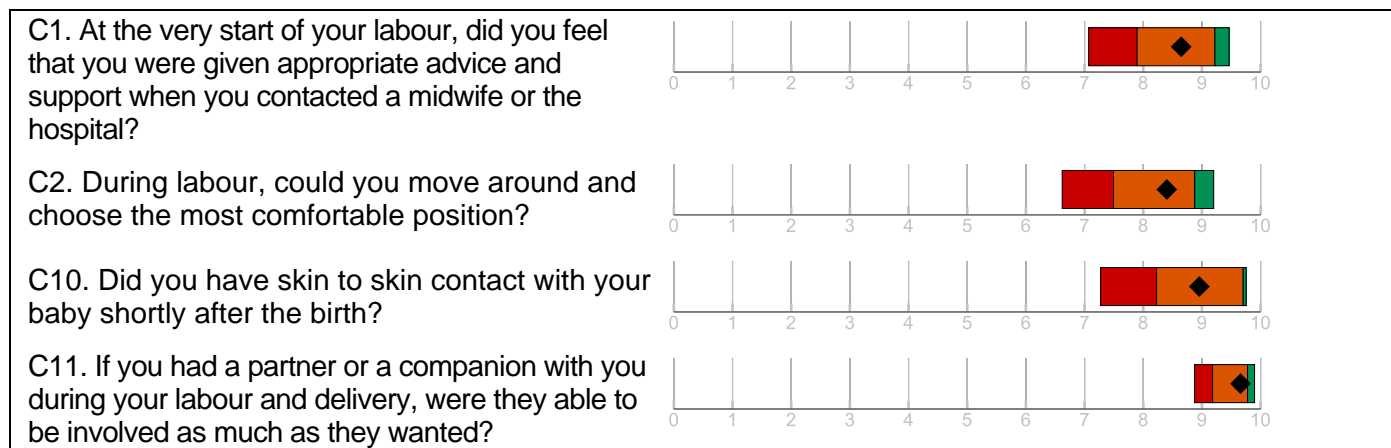 C1. At the very start of your labour, did you feel
that you were given appropriate advice and
support when you contacted a midwife or the
hospital?
0 1 2 3 4 5 6 7 8 9 10
C2. During labour, could you move around and
choose the most comfortable position?
0 1 2 3 4 5 6 7 8 9 10
C10. Did you have skin to skin contact with your
baby shortly after the birth?
0 1 2 3 4 5 6 7 8 9 10
C11. If you had a partner or a companion with you
during your labour and delivery, were they able to
be involved as much as they wanted?
0 1 2 3 4 5 6 7 8 9 10